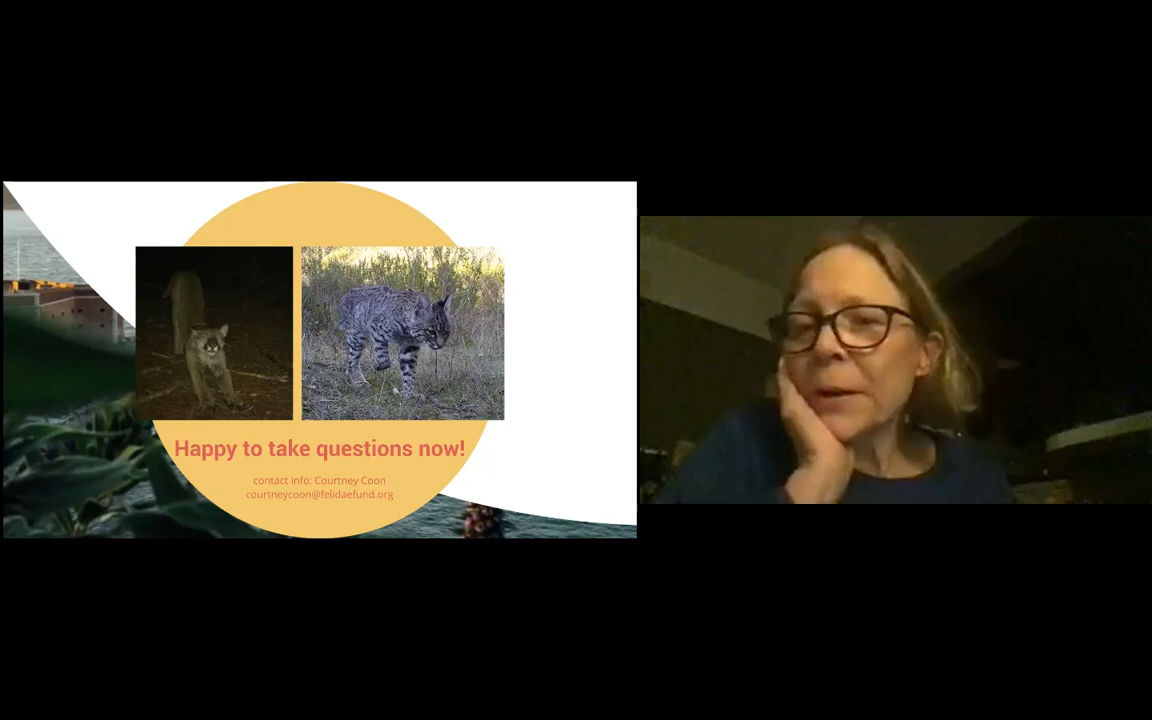 Happy to take questions now!
contact info: Courtney Coon
courtneycoon@felidaefund.org